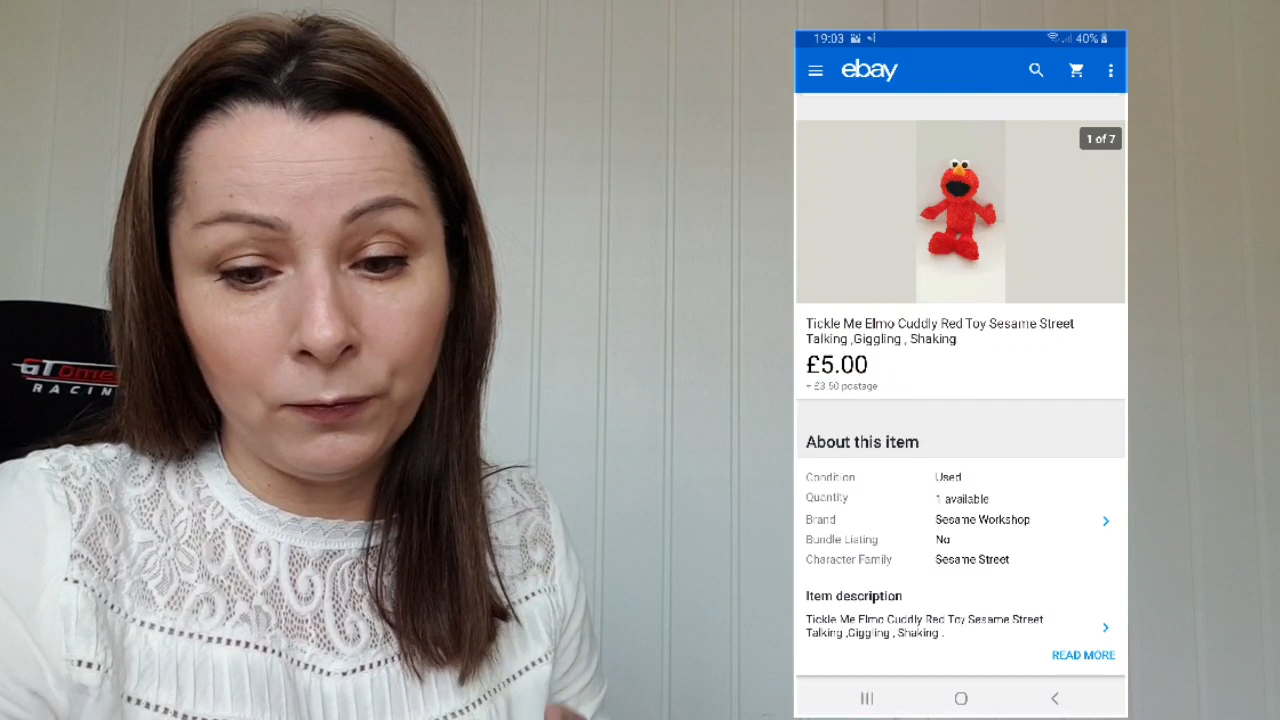 GTome
RACIN
19:03 40%
ebay
1 of 7
Tickle Me Elmo Cuddly Red Toy Sesame Street
Talking ,Giggling , Shaking
£5.00
+ £3.50 postage
About this item
Condition Used
Quantity 1 available
Brand Sesame Workshop
Bundle Listing No
Character Family Sesame Street
Item description
Tickle Me Elmo Cuddly Red Toy Sesame Street
Talking ,Giggling , Shaking .
READ MORE